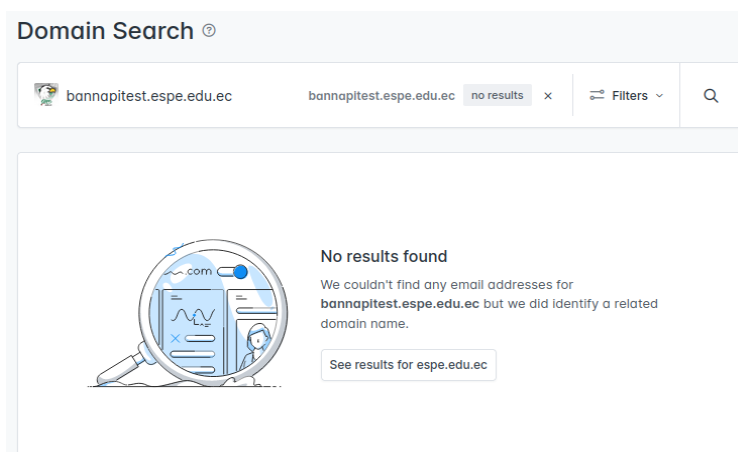 Domain Search
bannapitest.espe.edu.ec bannapitest.espe.edu.ec no results × Filters
.com
No results found
We couldn't find any email addresses for
bannapitest.espe.edu.ec but we did identify a related
domain name.
See results for espe.edu.ec